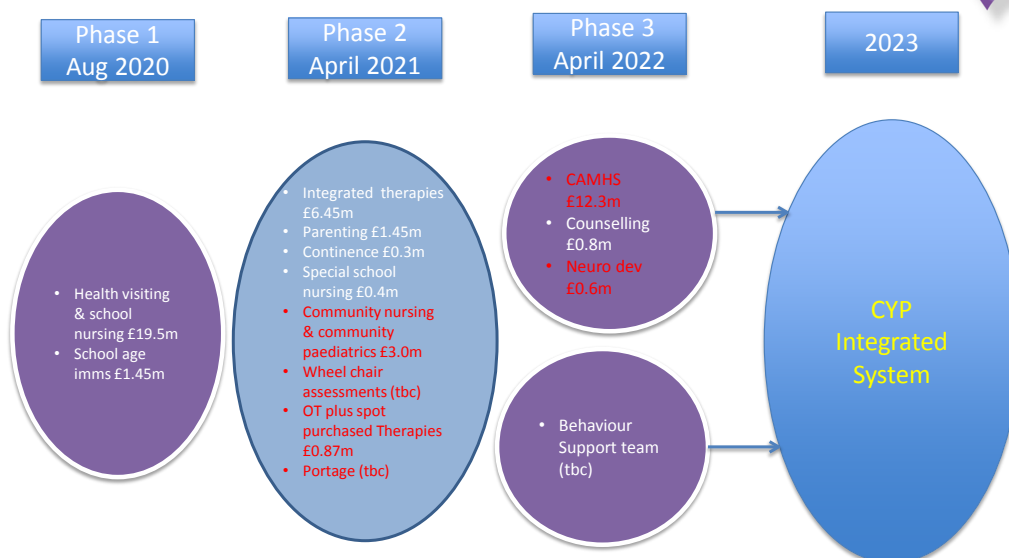 Phase 1
Aug 2020
Phase 2
April 2021
Phase 3
April 2022
2023
• Health visiting
& school
nursing £19.5m
• School age
imms £1.45m
• Integrated therapies
£6.45m
• Parenting £1.45m
• Continence £0.3m
• Special school
nursing £0.4m
• Community nursing
& community
paediatrics £3.0m
• Wheel chair
assessments (tbc)
• OT plus spot
purchased Therapies
£0.87m
• Portage (tbc)
• CAMHS
£12.3m
• Counselling
£0.8m
• Neuro dev
£0.6m
• Behaviour
Support team
(tbc)
CYP
Integrated
System